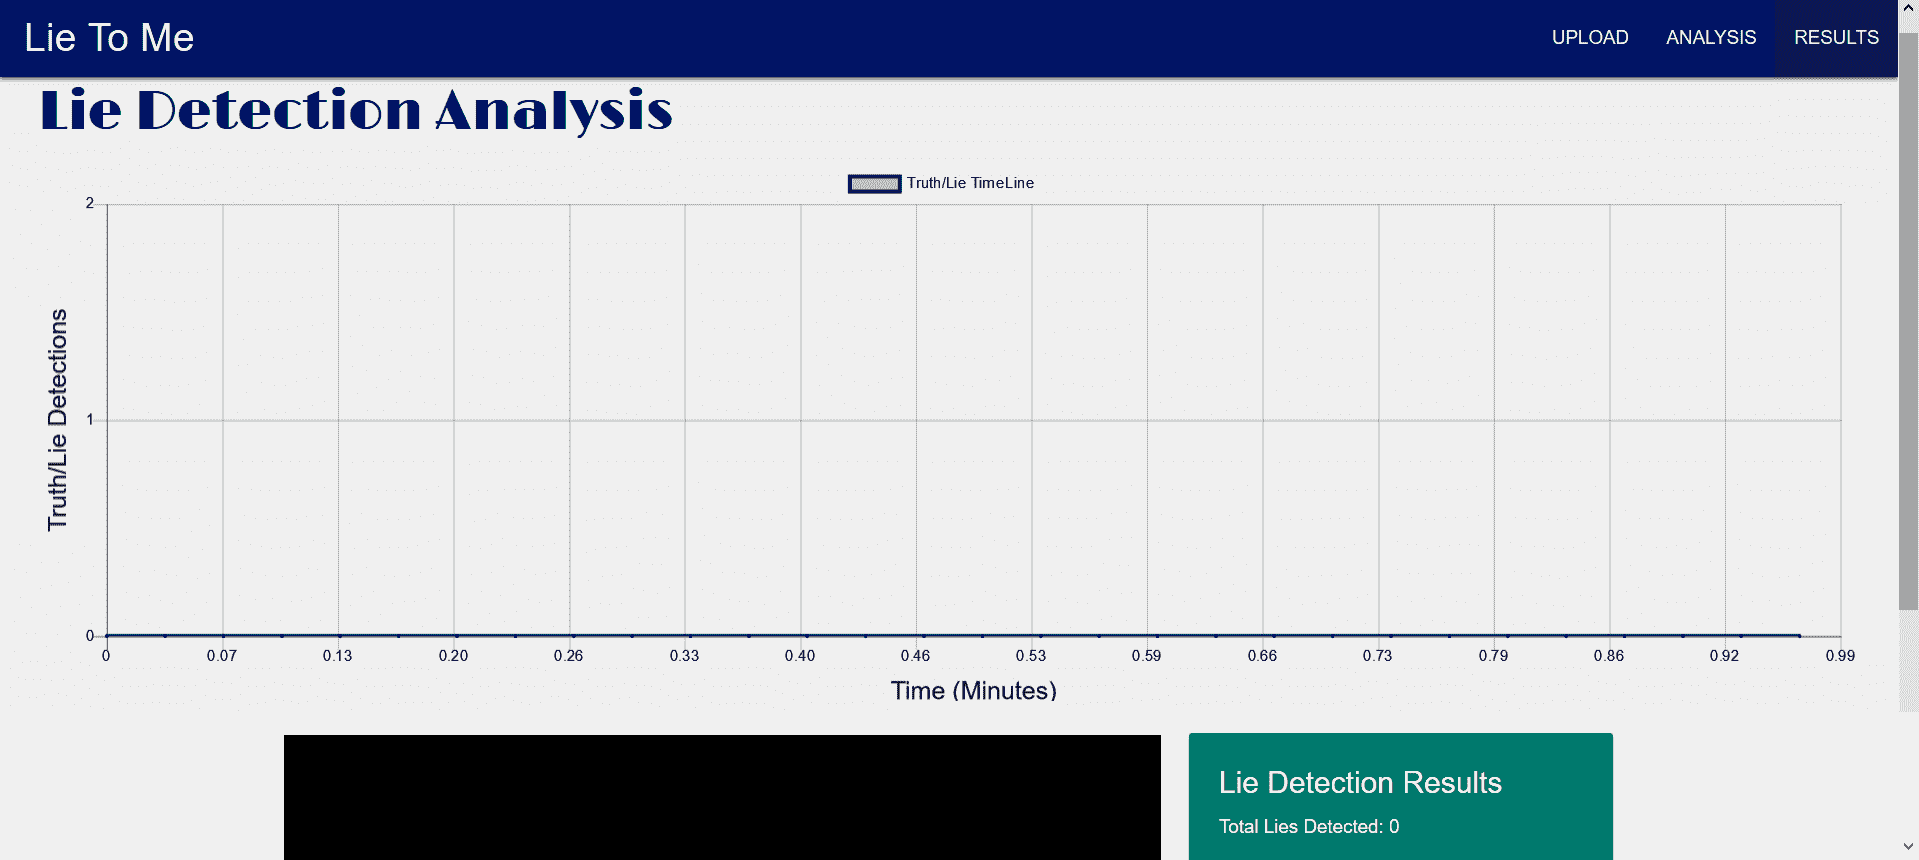 Lie To Me
UPLOAD ANALYSIS RESULTS
Lie Detection Analysis
Truth/Lie TimeLine
2
1
0
Truth/Lie Detections
0 0.07 0.13 0.20 0.26 0.33 0.40 0.46 0.53 0.59 0.66 0.73 0.79 0.86 0.92 0.99
Time (Minutes)
Lie Detection Results
Total Lies Detected: 0